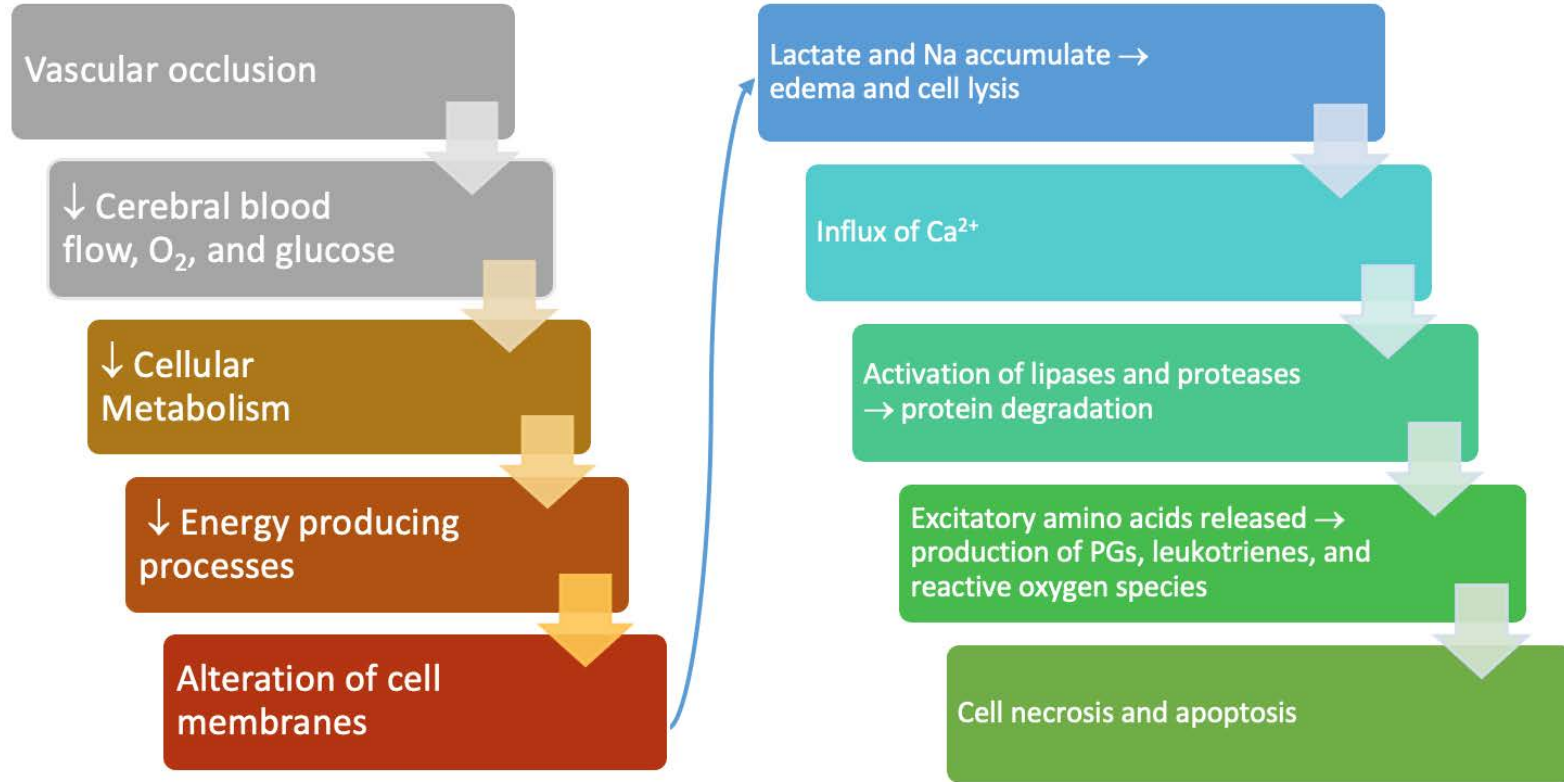 Vascular occlusion
↓ Cerebral blood
flow, O₂, and glucose
↓ Cellular
Metabolism
↓ Energy producing
processes
Alteration of cell
membranes
Lactate and Na accumulate →
edema and cell lysis
Influx of Ca²⁺
Activation of lipases and proteases
→ protein degradation
Excitatory amino acids released →
production of PGs, leukotrienes, and
reactive oxygen species
Cell necrosis and apoptosis